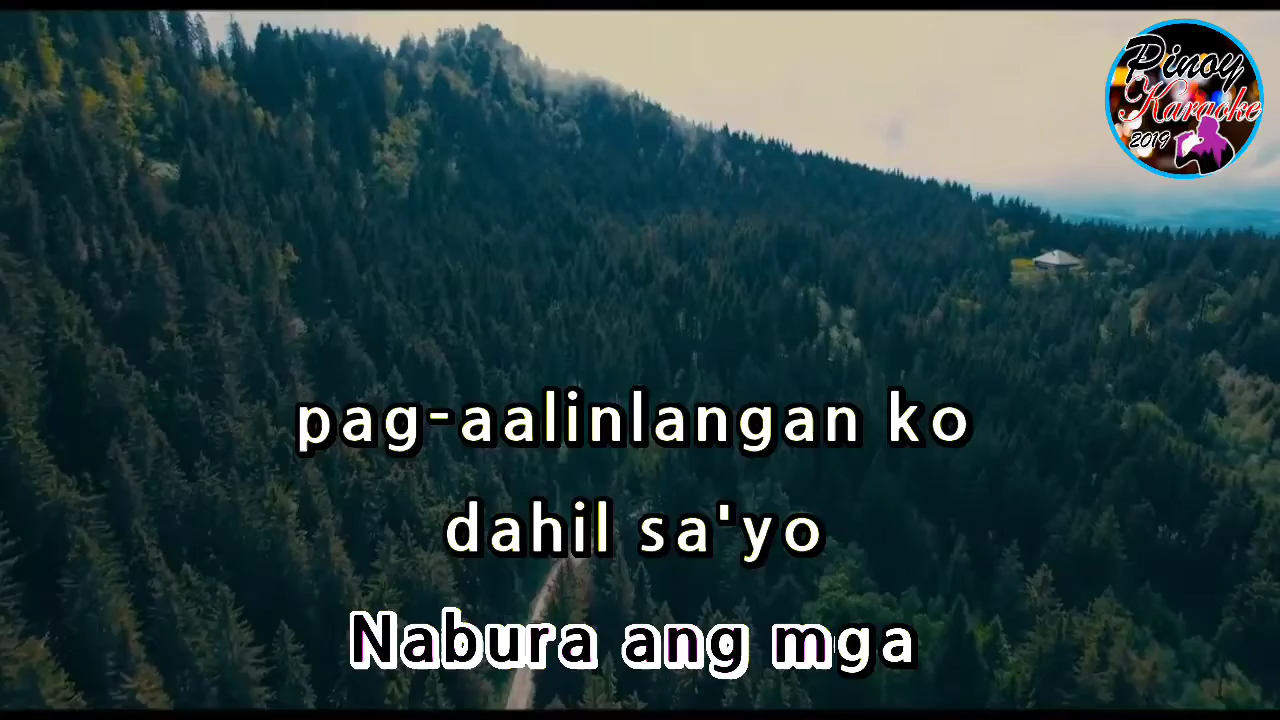 Pinoy
Karaoke
2019
pag-aalinlangan ko
dahil sa'yo
Nabura ang mga